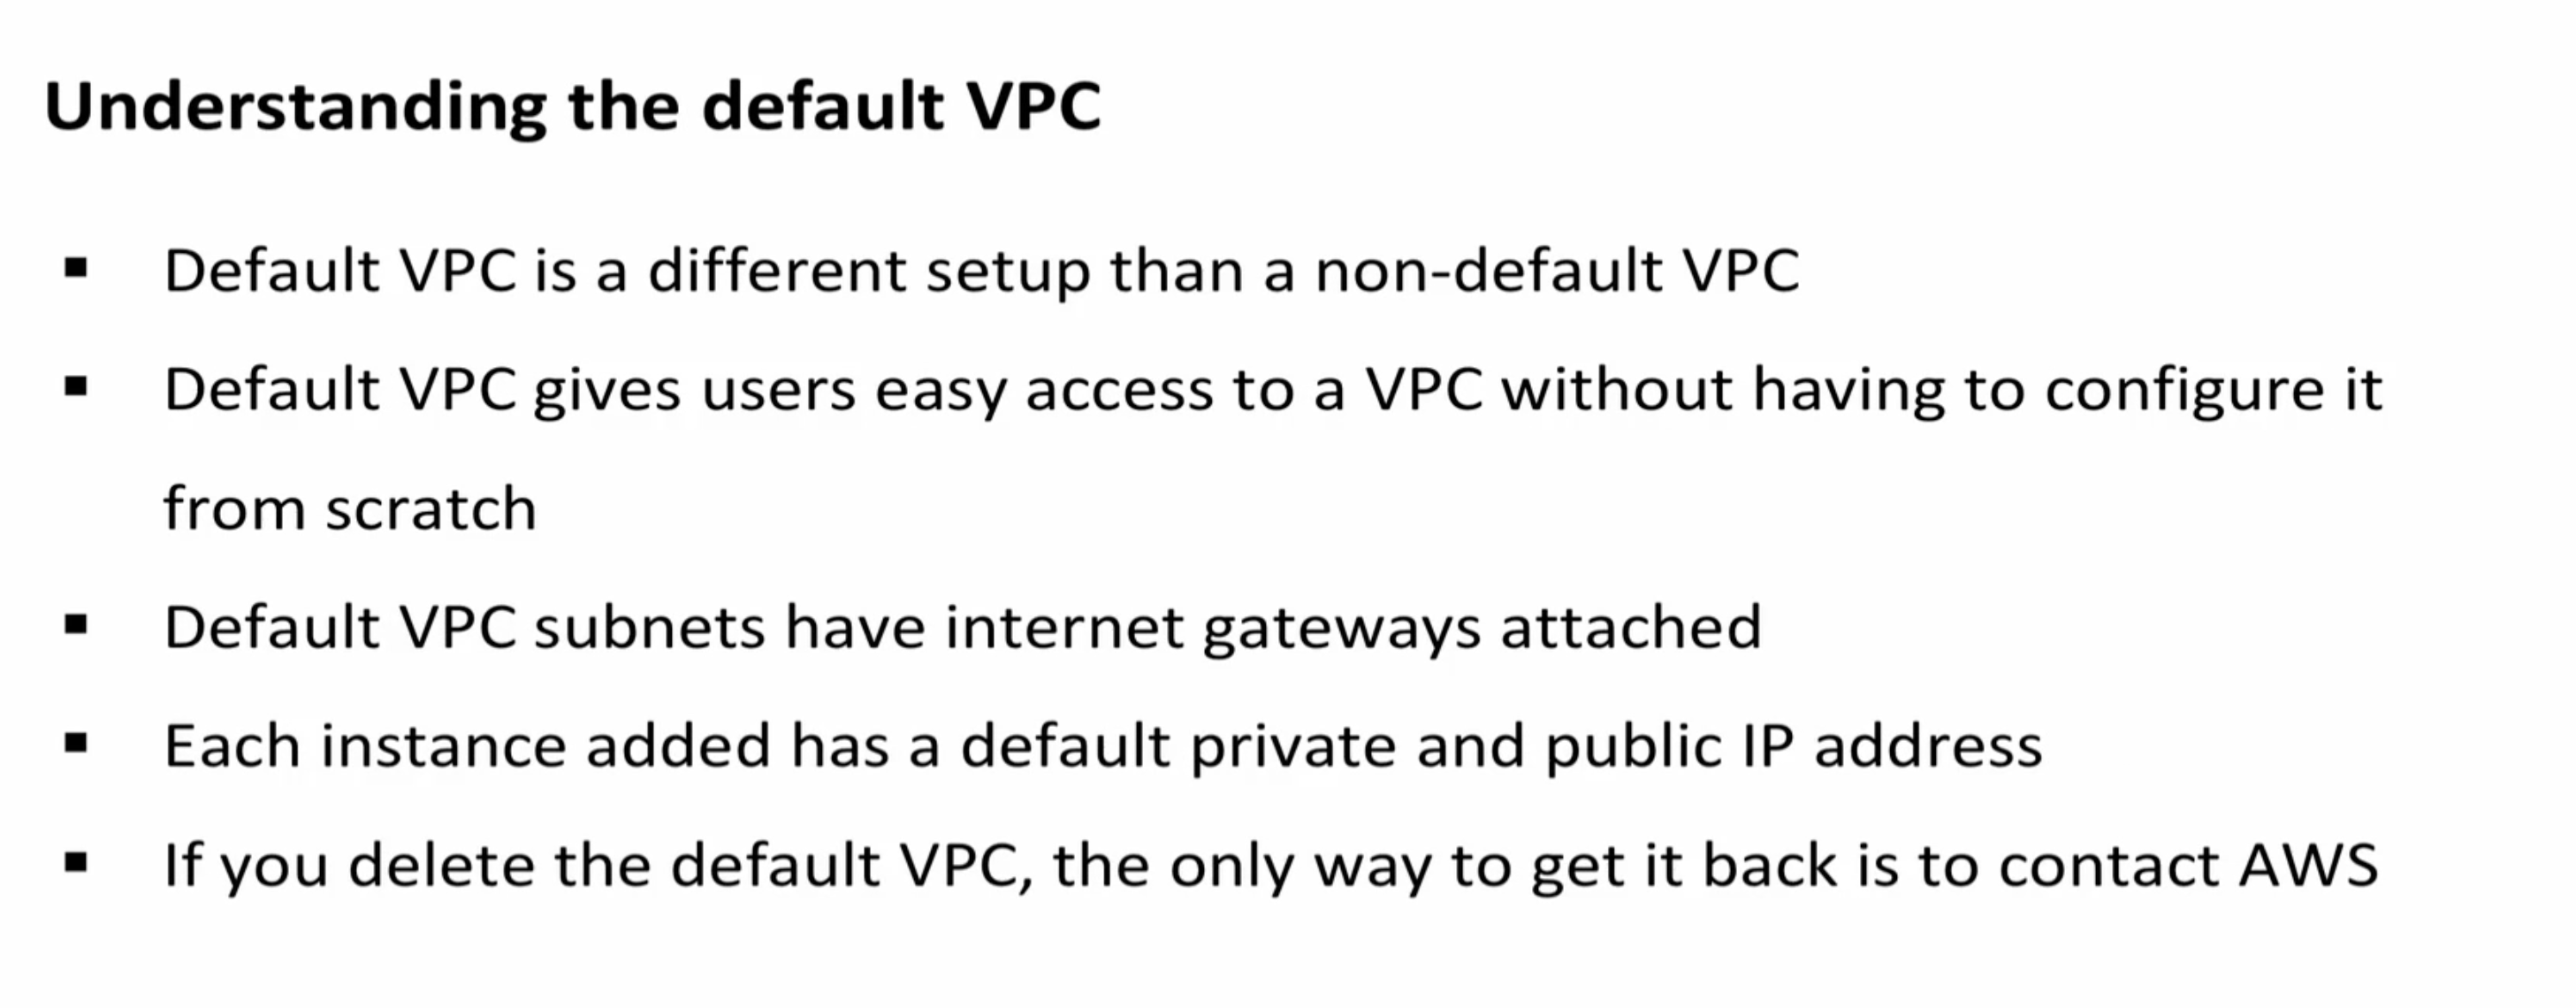 Understanding the default VPC
▪ Default VPC is a different setup than a non-default VPC
▪ Default VPC gives users easy access to a VPC without having to configure it
from scratch
▪ Default VPC subnets have internet gateways attached
▪ Each instance added has a default private and public IP address
▪ If you delete the default VPC, the only way to get it back is to contact AWS